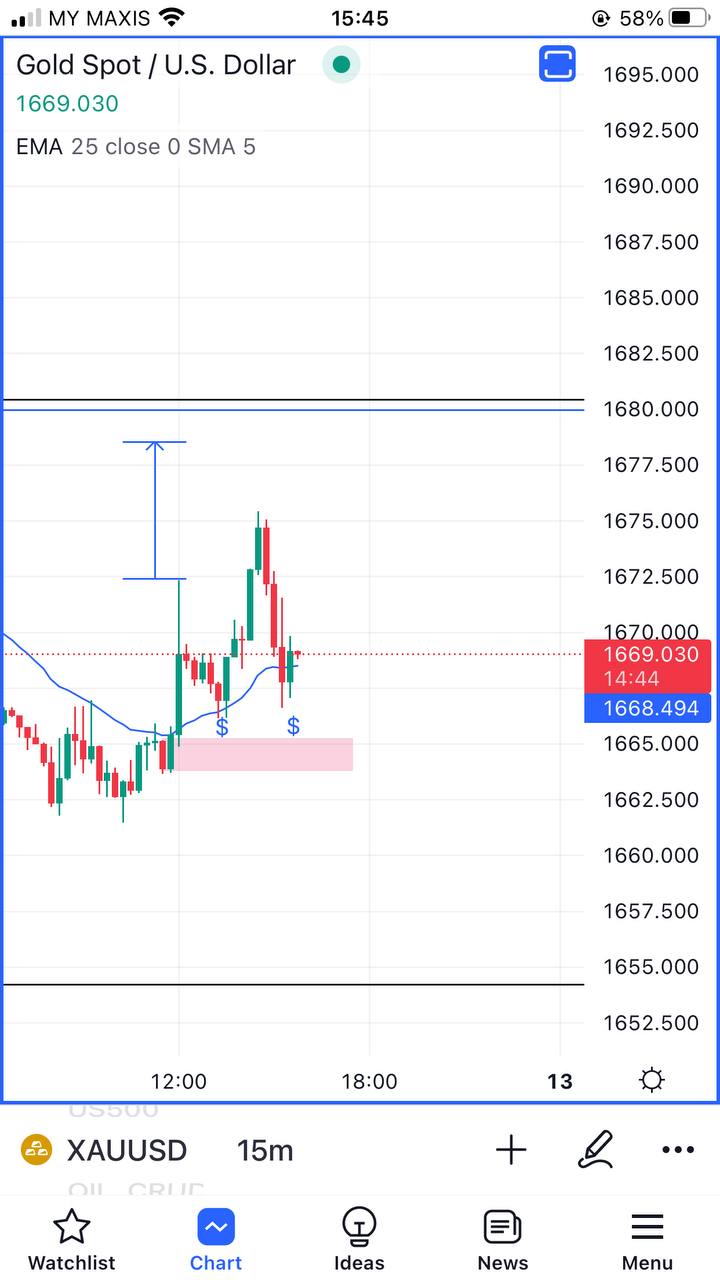 MY MAXIS 15:45 58%
Gold Spot / U.S. Dollar
1669.030
EMA 25 close 0 SMA 5
1695.000
1692.500
1690.000
1687.500
1685.000
1682.500
1680.000
1677.500
1675.000
1672.500
1670.000
1669.030
14:44
1668.494
1665.000
1662.500
1660.000
1657.500
1655.000
1652.500
$ $
12:00 18:00 13
US500
XAUUSD 15m
OIL_CRUD
Watchlist Chart Ideas News Menu